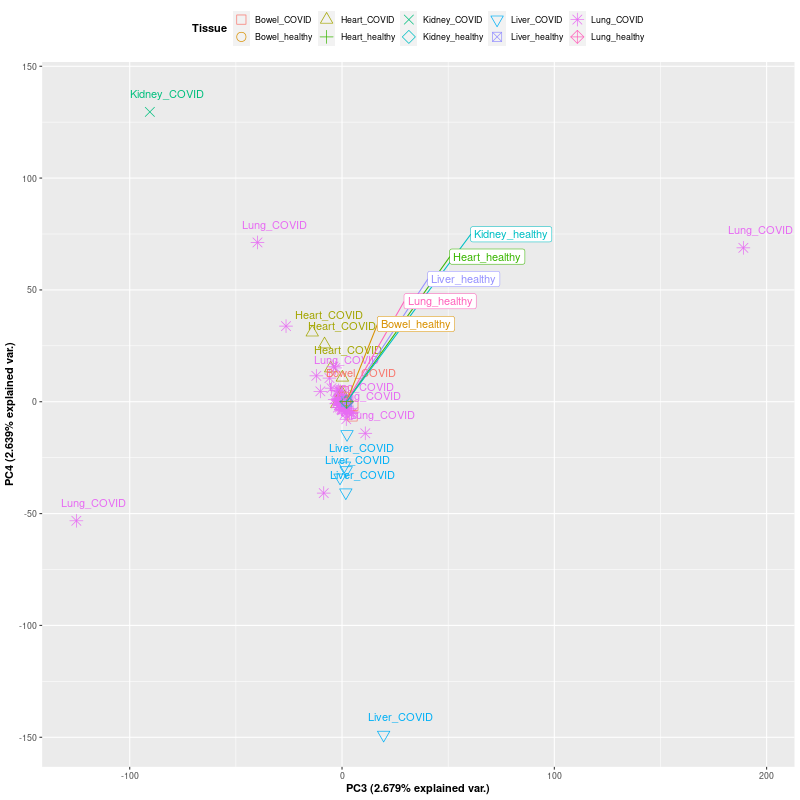 Tissue
Bowel_COVID Heart_COVID Kidney_COVID Liver_COVID Lung_COVID
Bowel_healthy Heart_healthy Kidney_healthy Liver_healthy Lung_healthy
150
Kidney_COVID
100
Lung_COVID Lung_COVID
Kidney_healthy
Heart_healthy
Liver_healthy
50
Lung_healthy
Heart_COVID
Bowel_healthy
Heart_COVID
Heart_COVID
Lung_COVID
Bowel_COVID
Lung_COVID
Lung_COVID
0
Lung_COVID
Liver_COVID
Liver_COVID
Liver_COVID
-50
Lung_COVID
-100
Liver_COVID
-150
-100 0 100 200
PC3 (2.679% explained var.)
PC4 (2.639% explained var.)